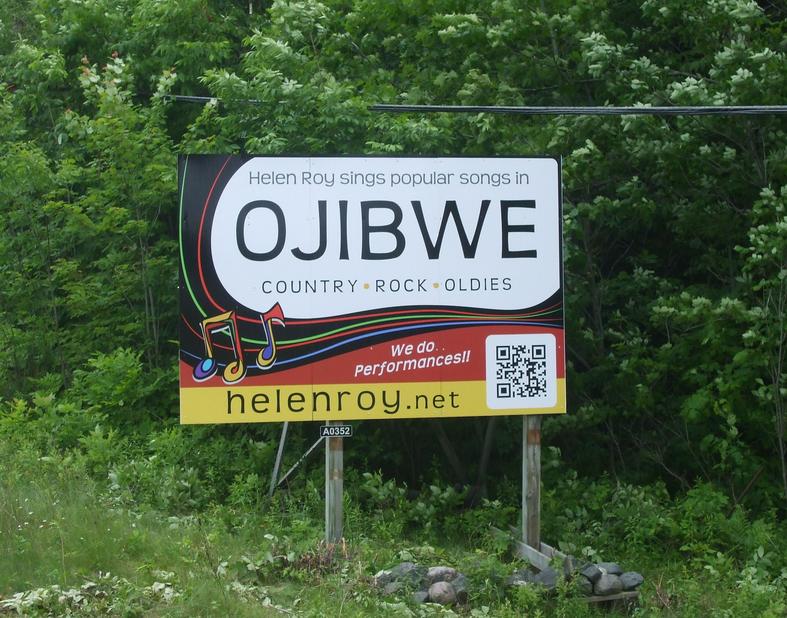 Helen Roy sings popular songs in
OJIBWE
COUNTRY • ROCK • OLDIES
We do..
Performances!!
helenroy.net
A0352